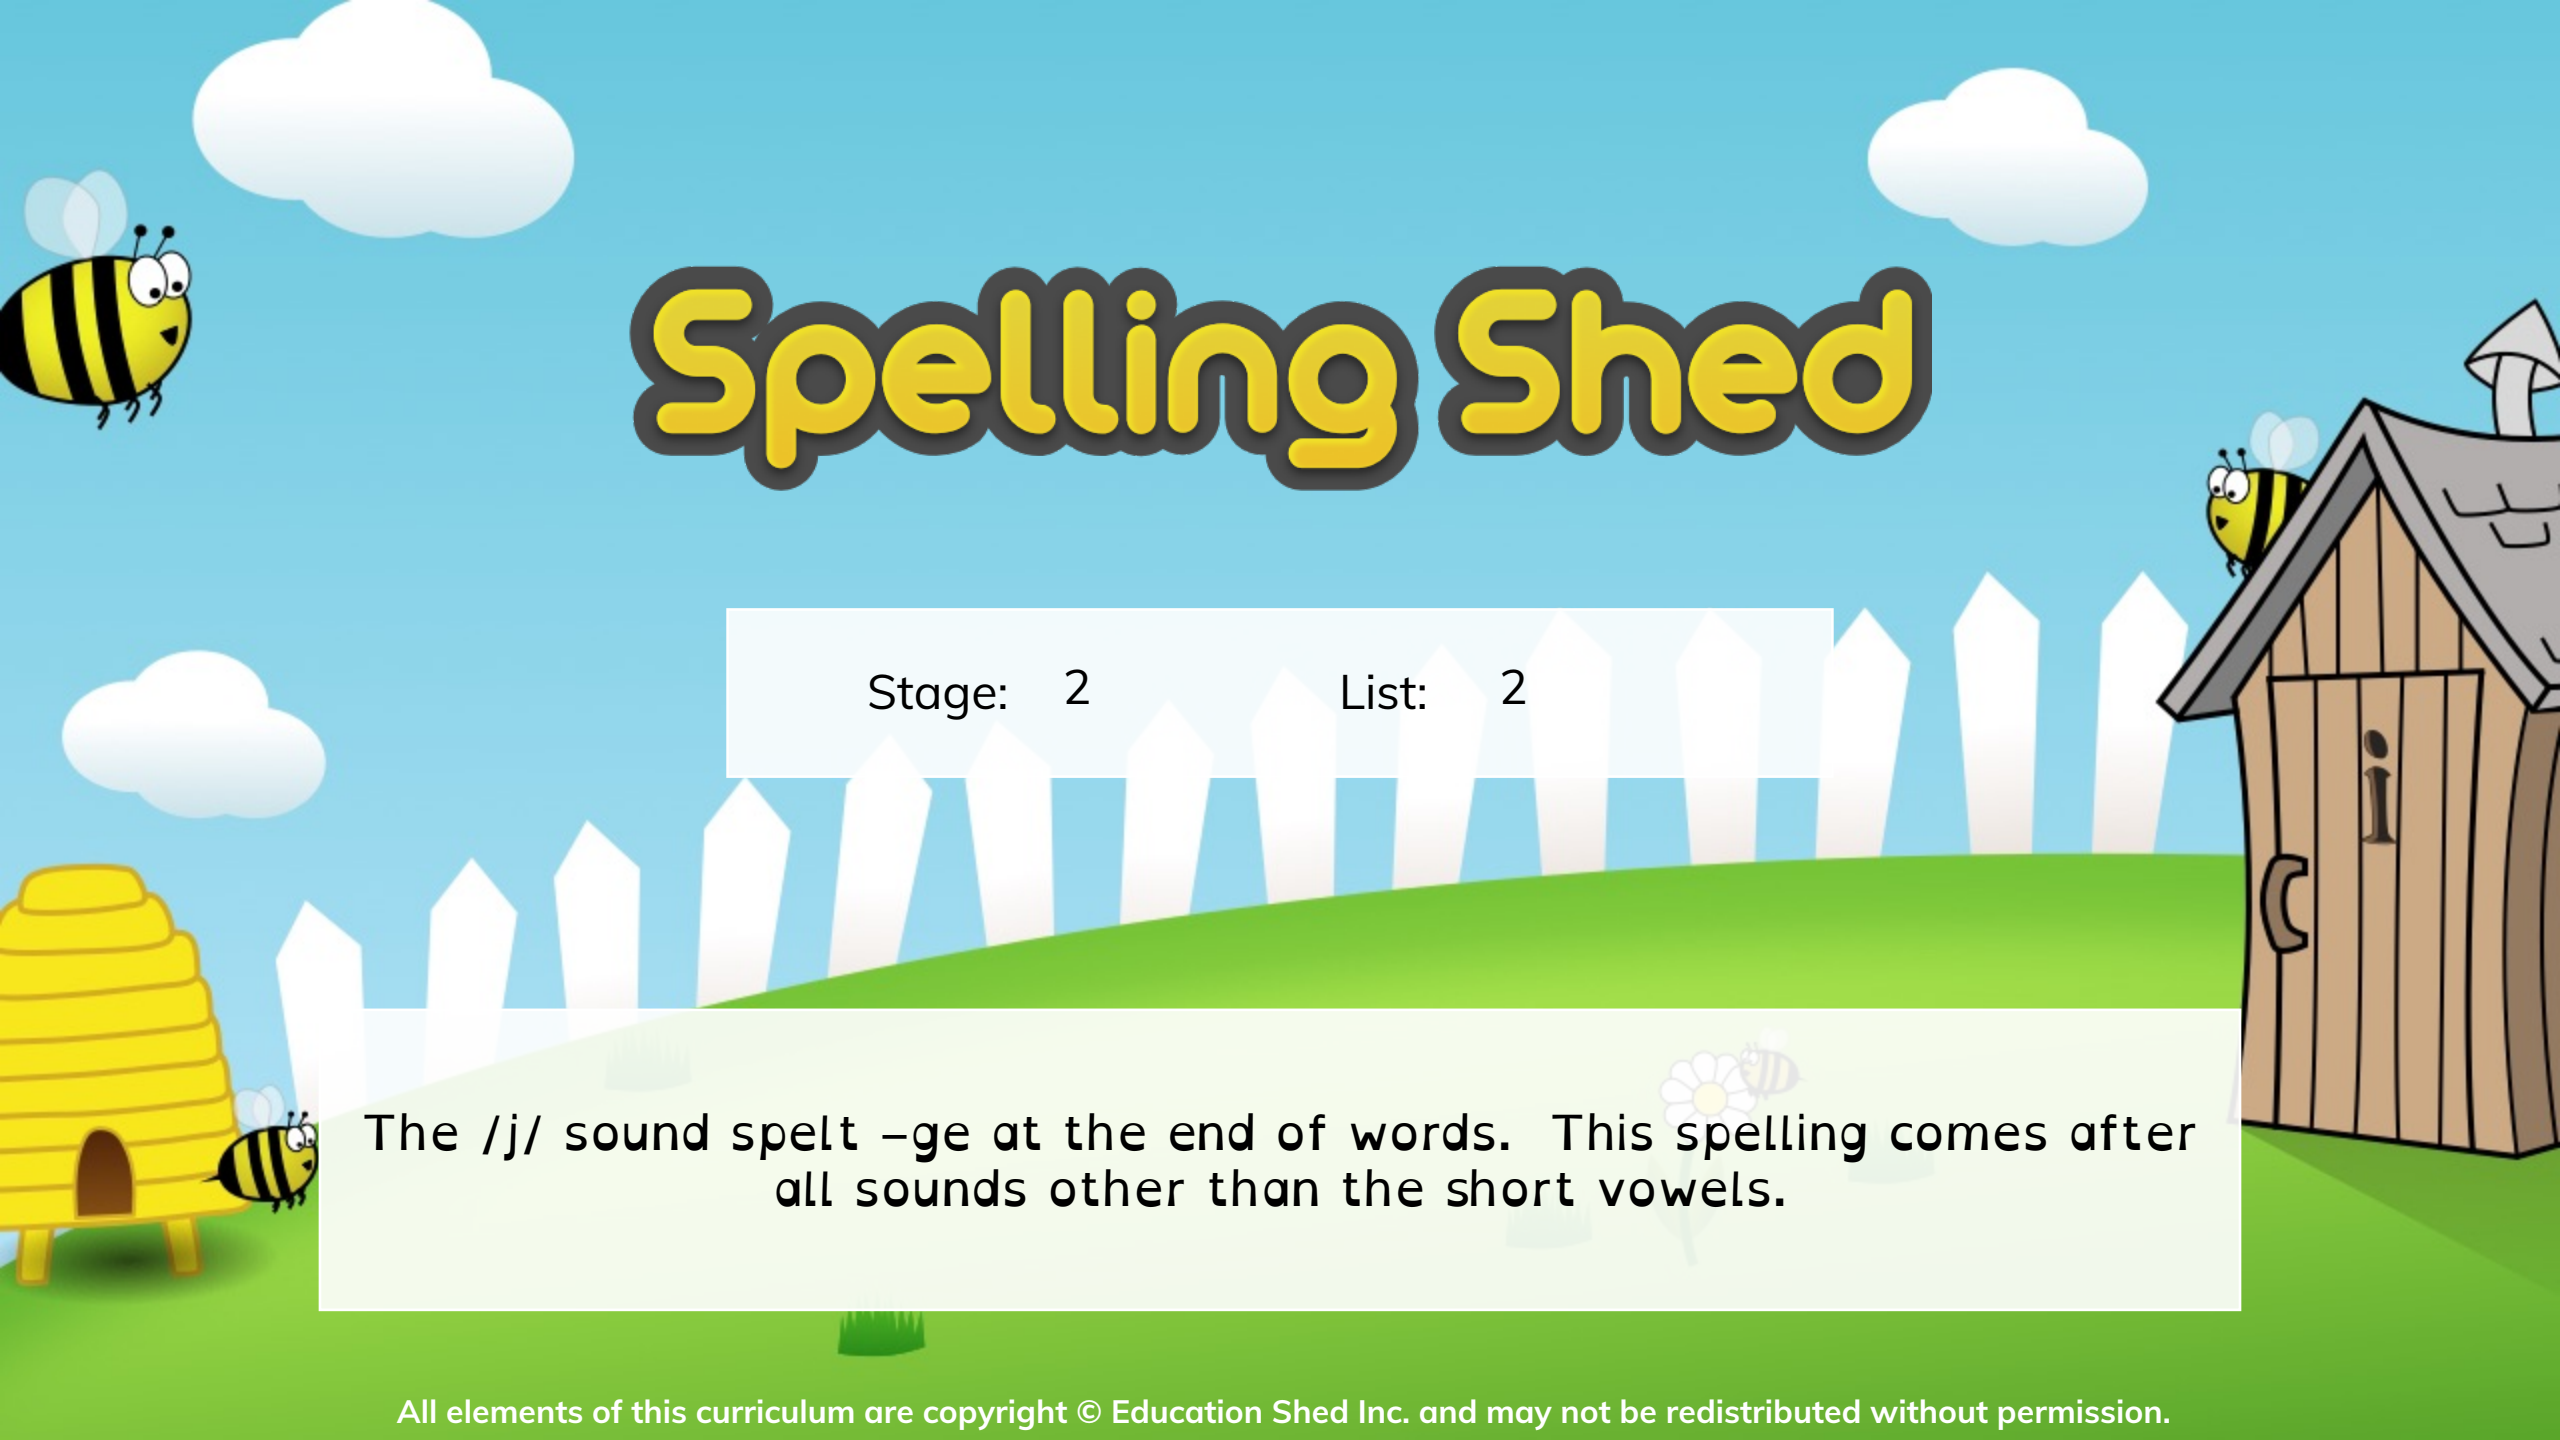 Spelling Shed
Stage: 2 List: 2
i
The /j/ sound spelt –ge at the end of words.  This spelling comes after
all sounds other than the short vowels.
All elements of this curriculum are copyright © Education Shed Inc. and may not be redistributed without permission.